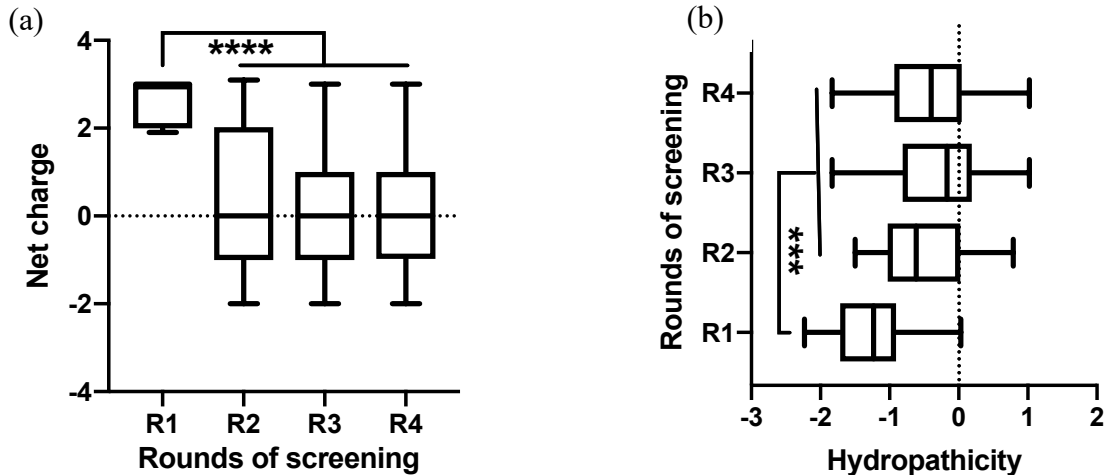 (a)
4
2
0
-2
-4
Net charge
****
R1 R2 R3 R4
Rounds of screening
(b)
Rounds of screening
R4
R3
R2
R1
***
-3 -2 -1 0 1 2
Hydropathicity